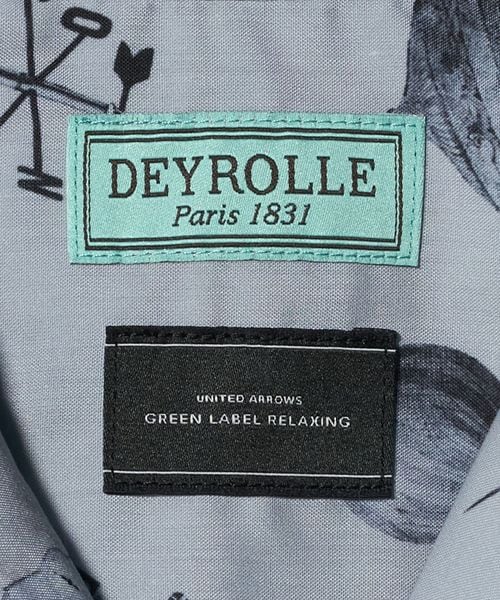 O
N
DEYROLLE
Paris 1831
UNITED ARROWS
GREEN LABEL RELAXING